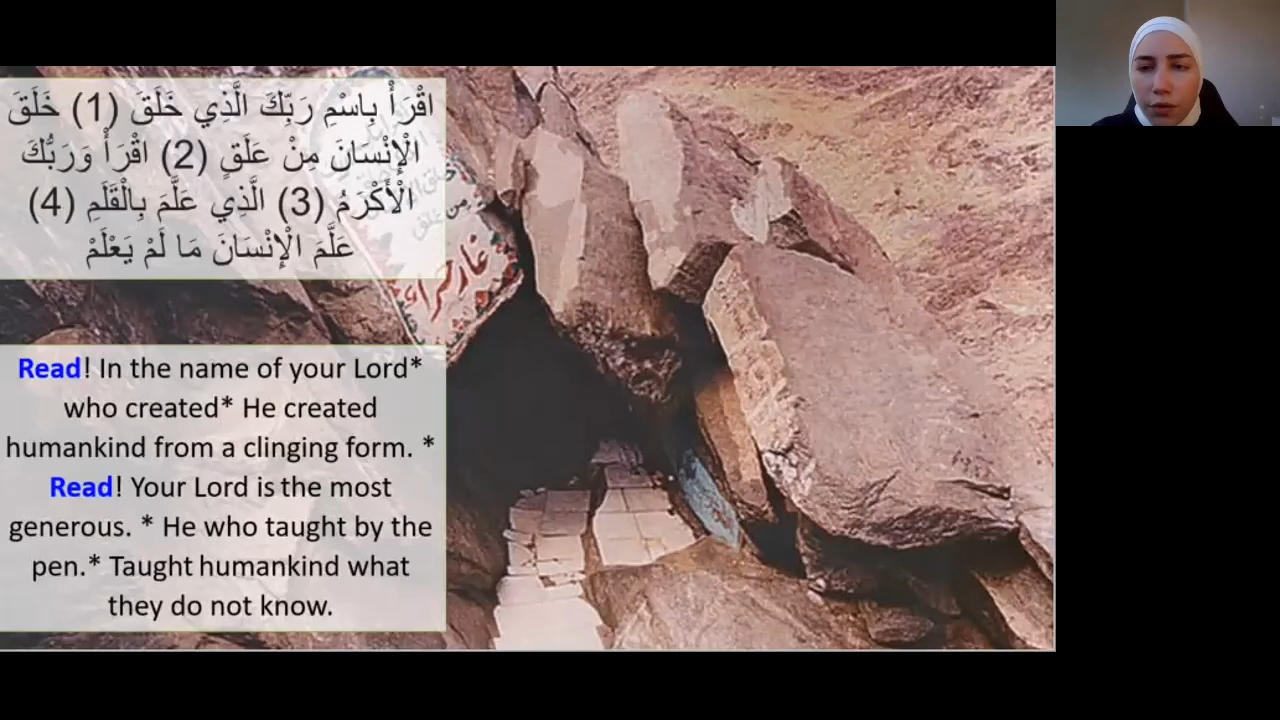 اقْرَأْ بِاسْمِ رَبِّكَ الَّذِي خَلَقَ (1) خَلَقَ
الْإِنْسَانَ مِنْ عَلَقٍ (2) اقْرَأْ وَرَبُّكَ
الْأَكْرَمُ (3) الَّذِي عَلَّمَ بِالْقَلَمِ (4)
عَلَّمَ الْإِنْسَانَ مَا لَمْ يَعْلَمْ
من علق
غار حراء
Read! In the name of your Lord*
who created* He created
humankind from a clinging form. *
Read! Your Lord is the most
generous. * He who taught by the
pen.* Taught humankind what
they do not know.